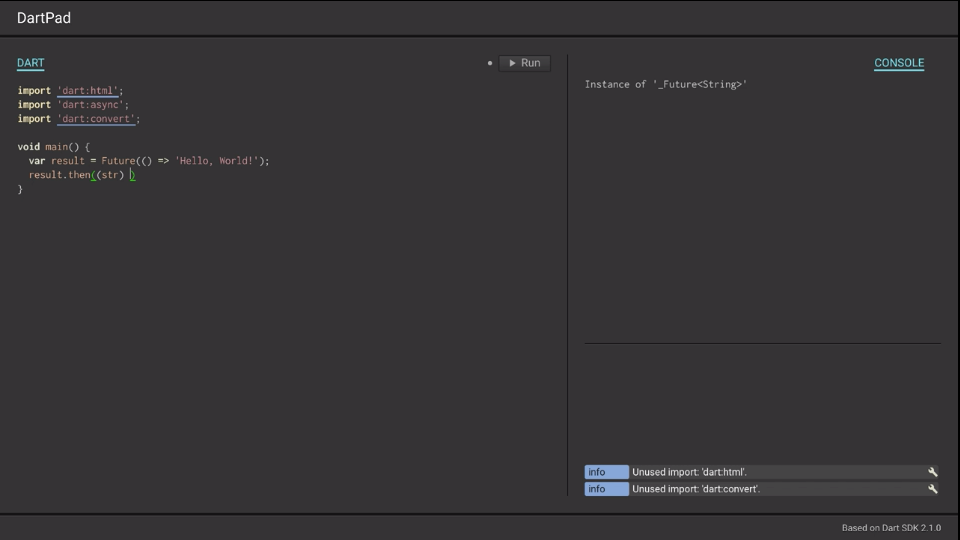 DartPad
DART
Run
CONSOLE
import 'dart:html';
import 'dart:async';
import 'dart:convert';
void main() {
var result = Future(() => 'Hello, World!');
result.then((str) )
}
Instance of '_Future<String>'
info Unused import: 'dart:html'.
info Unused import: 'dart:convert'.
Based on Dart SDK 2.1.0